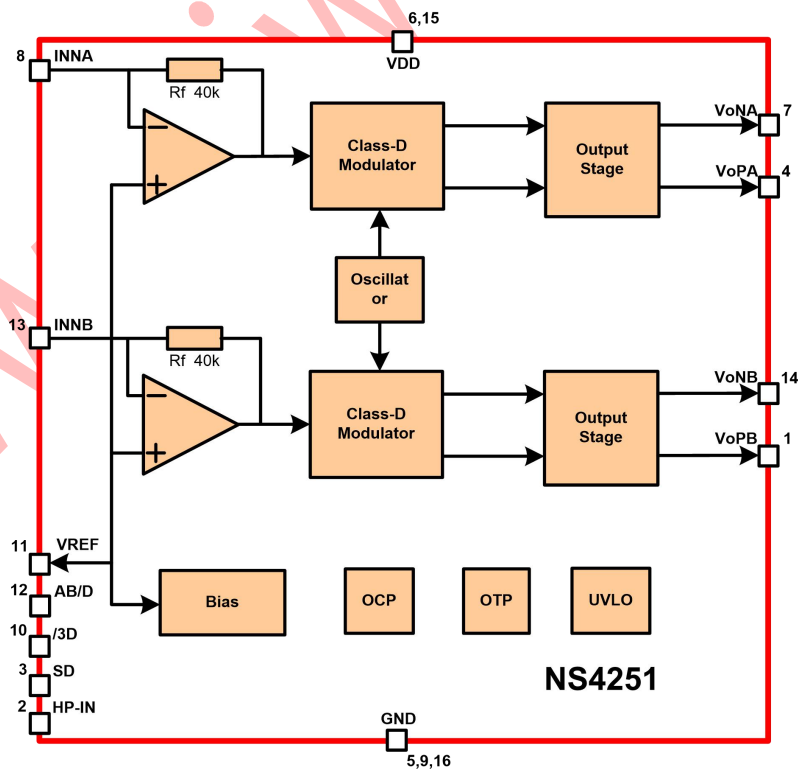 6,15
VDD
8 INNA
Rf 40k
Class-D
Modulator
Output
Stage
VoNA 7
VoPA 4
Oscillat
or
13 INNB
Rf 40k
Class-D
Modulator
Output
Stage
VoNB 14
VoPB 1
11 VREF
12 AB/D
10 /3D
3 SD
2 HP-IN
Bias
OCP
OTP
UVLO
NS4251
GND
5,9,16